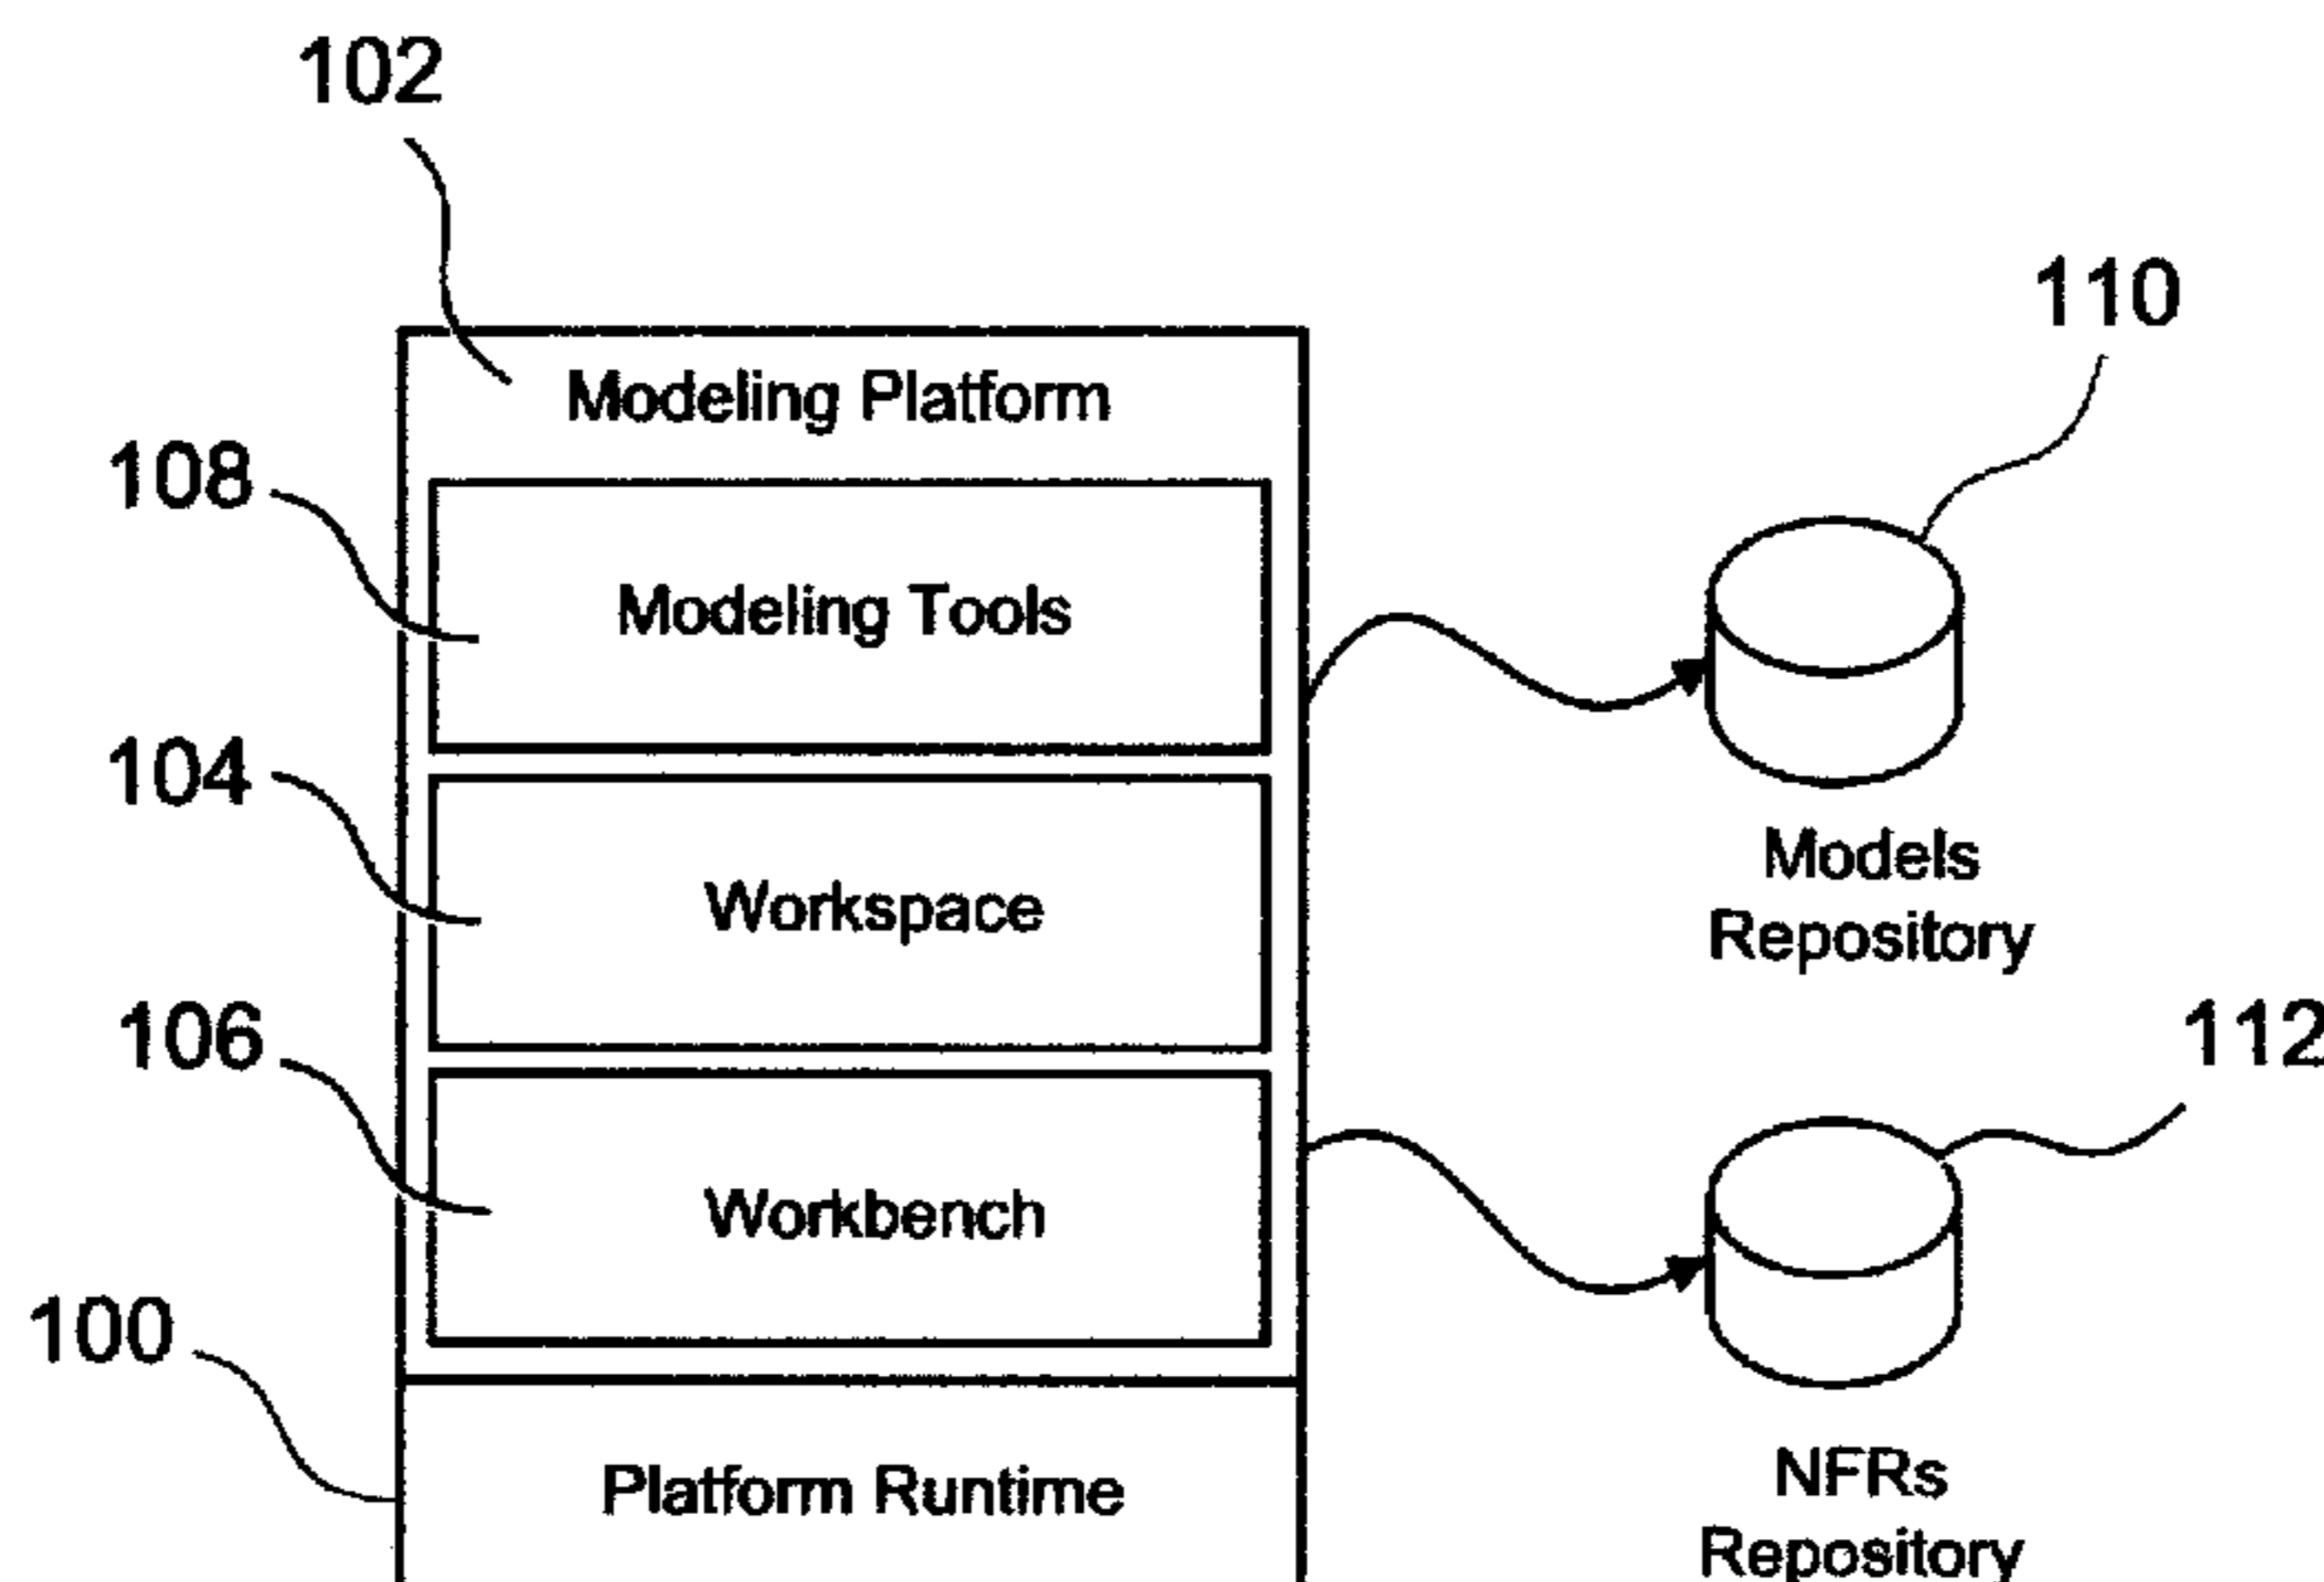 102
110
Modeling Platform
108
Modeling Tools
104
Models
Repository
Workspace
106
112
Workbench
100
Platform Runtime
NFRs
Repository